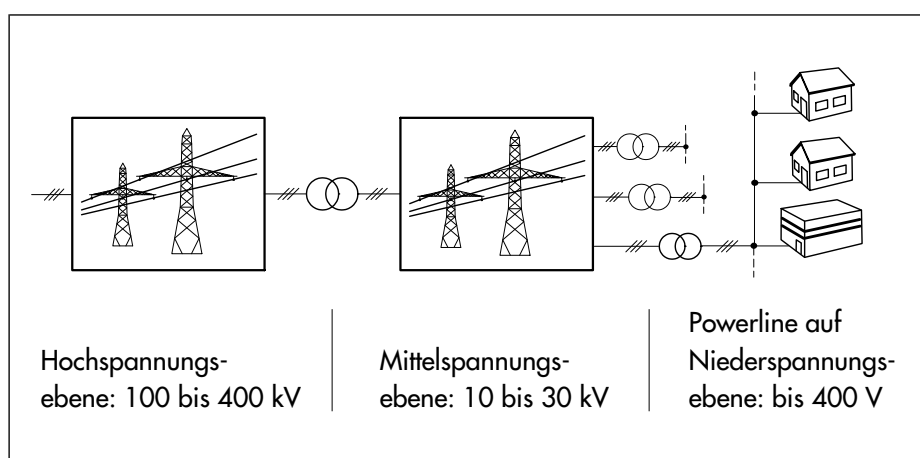 Hochspannungs-
ebene: 100 bis 400 kV
Mittelspannungs-
ebene: 10 bis 30 kV
Powerline auf
Niederspannungs-
ebene: bis 400 V